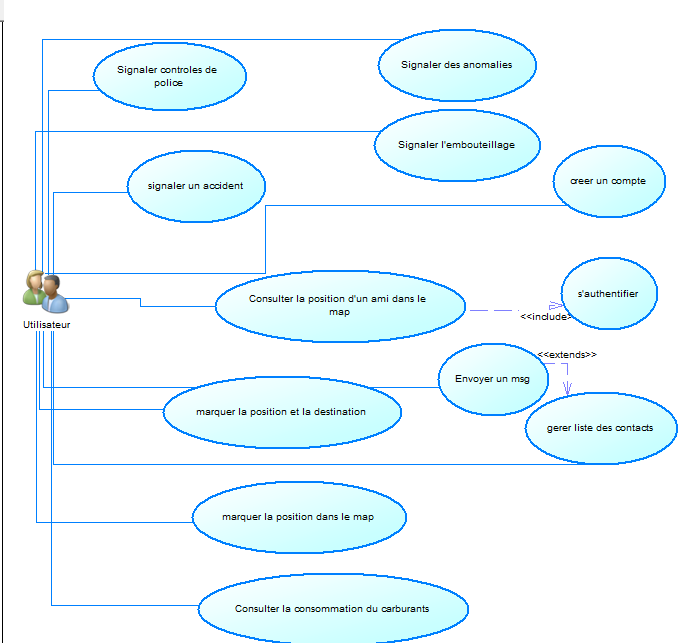 Signaler controles de
police
Signaler des anomalies
Signaler l'embouteillage
signaler un accident
creer un compte
Utilisateur
Consulter la position d'un ami dans le
map
s'authentifier
<<include>
<<extends>>
Envoyer un msg
marquer la position et la destination
gerer liste des contacts
marquer la position dans le map
Consulter la consommation du carburants